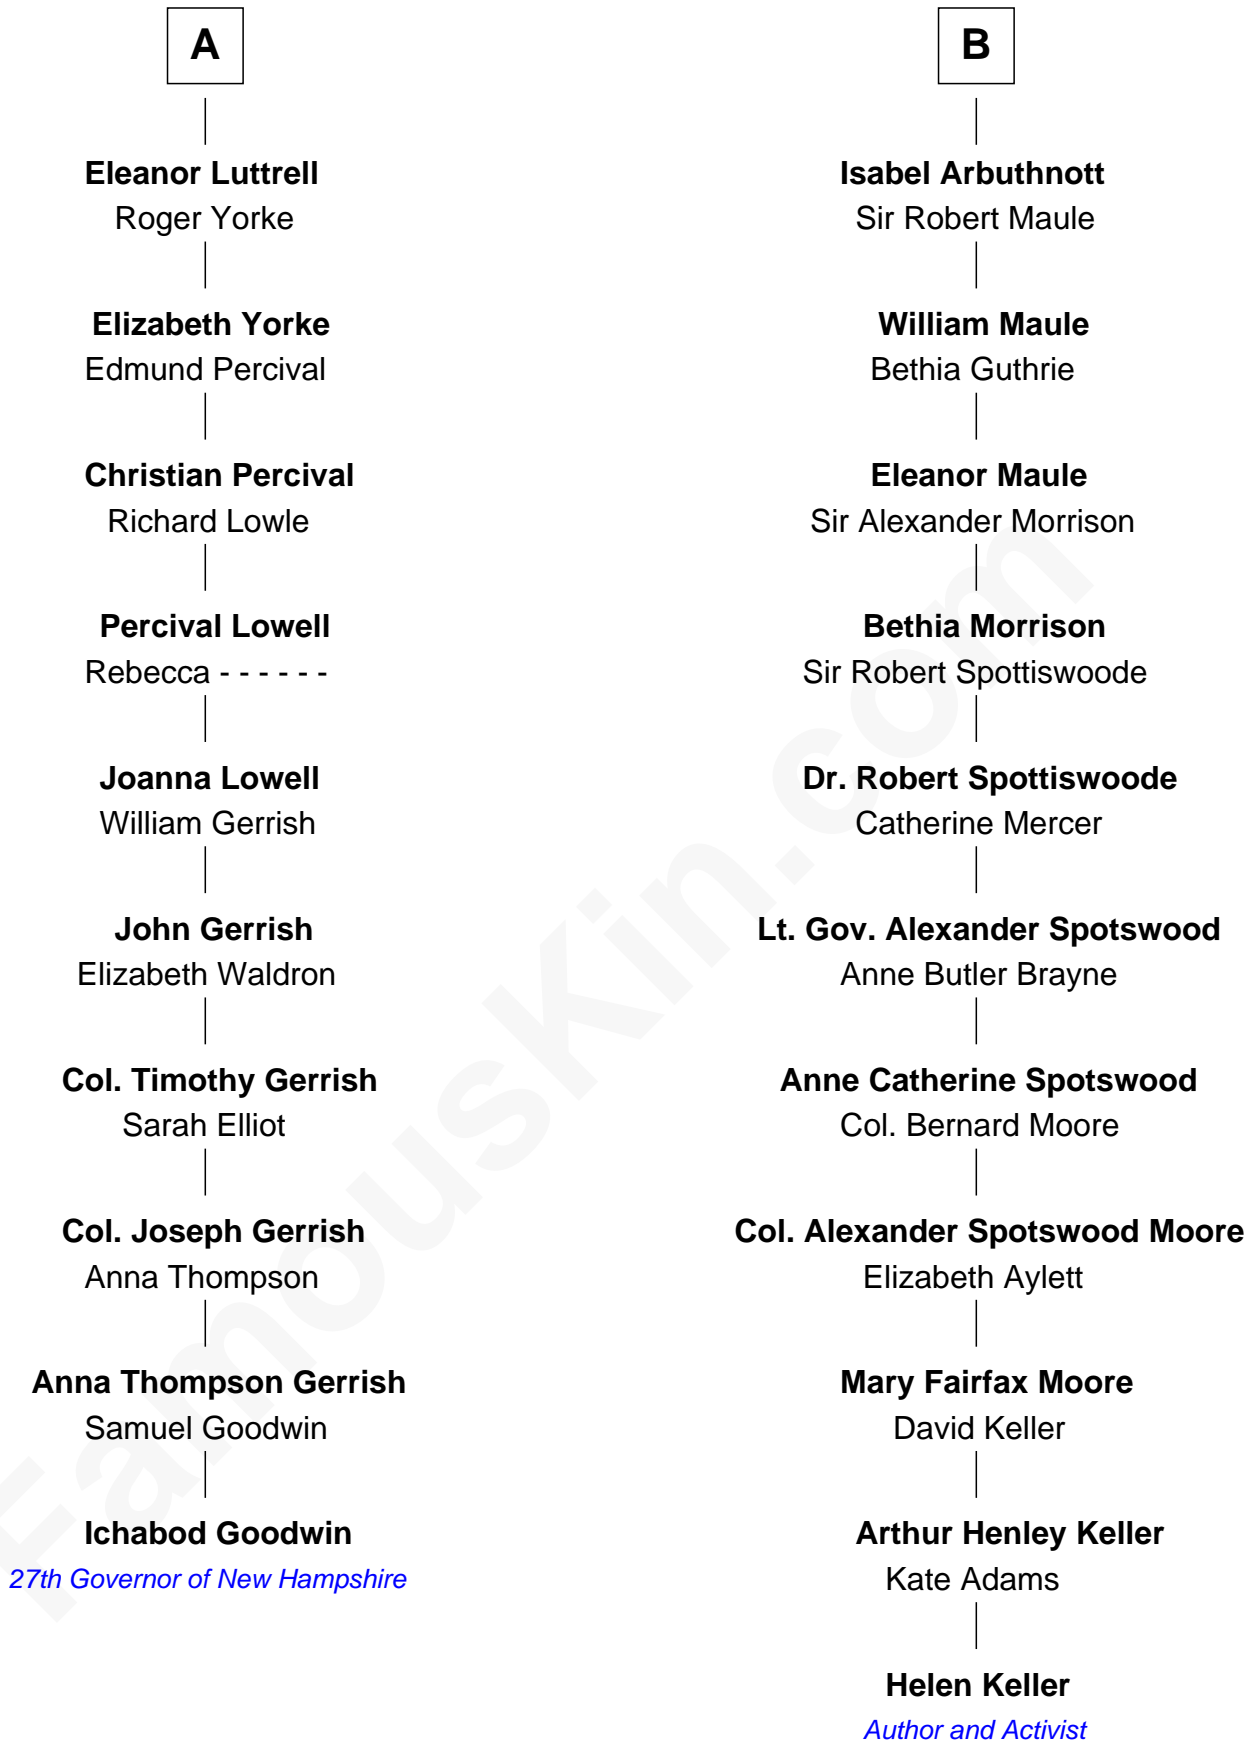 A
Eleanor Luttrell
Roger Yorke
Elizabeth Yorke
Edmund Percival
Christian Percival
Richard Lowle
Percival Lowell
Rebecca - - - - - -
Joanna Lowell
William Gerrish
John Gerrish
Elizabeth Waldron
Col. Timothy Gerrish
Sarah Elliot
Col. Joseph Gerrish
Anna Thompson
Anna Thompson Gerrish
Samuel Goodwin
Ichabod Goodwin
27th Governor of New Hampshire
B
Isabel Arbuthnott
Sir Robert Maule
William Maule
Bethia Guthrie
Eleanor Maule
Sir Alexander Morrison
Bethia Morrison
Sir Robert Spottiswoode
Dr. Robert Spottiswoode
Catherine Mercer
Lt. Gov. Alexander Spotswood
Anne Butler Brayne
Anne Catherine Spotswood
Col. Bernard Moore
Col. Alexander Spotswood Moore
Elizabeth Aylett
Mary Fairfax Moore
David Keller
Arthur Henley Keller
Kate Adams
Helen Keller
Author and Activist
FamousKin.com